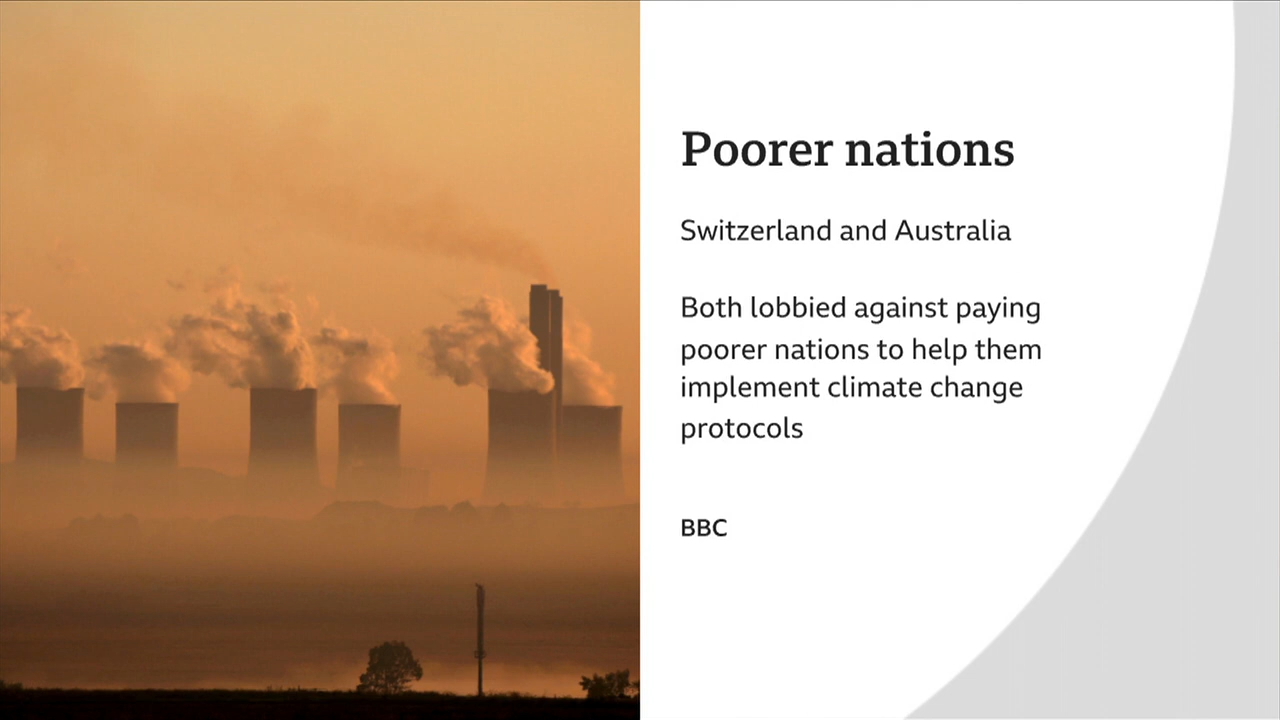 Poorer nations
Switzerland and Australia
Both lobbied against paying
poorer nations to help them
implement climate change
protocols
BBC